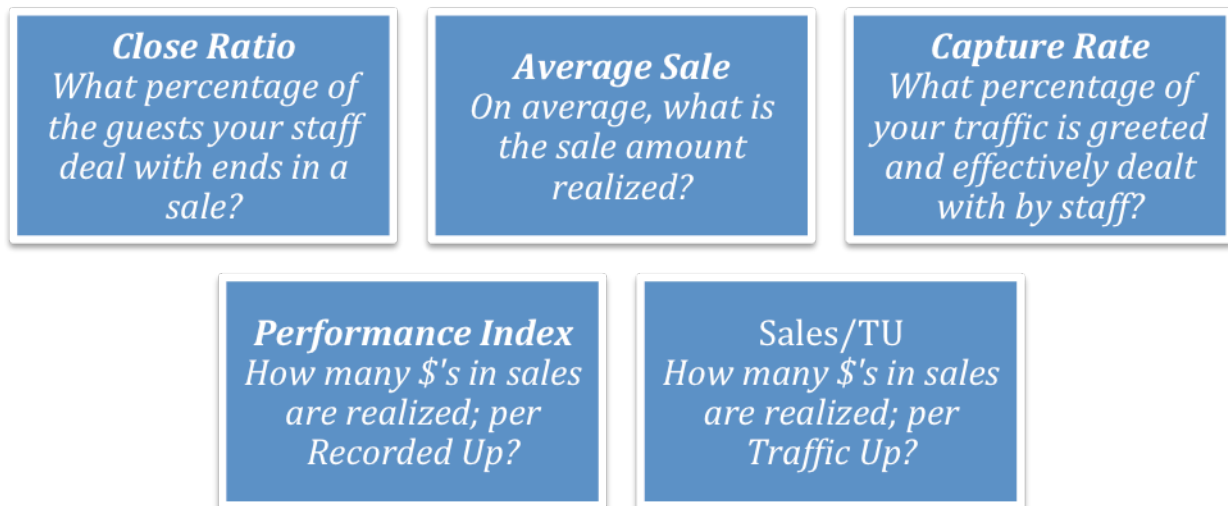 Close Ratio
What percentage of
the guests your staff
deal with ends in a
sale?
Average Sale
On average, what is
the sale amount
realized?
Capture Rate
What percentage of
your traffic is greeted
and effectively dealt
with by staff?
Performance Index
How many $'s in sales
are realized; per
Recorded Up?
Sales/TU
How many $'s in sales
are realized; per
Traffic Up?